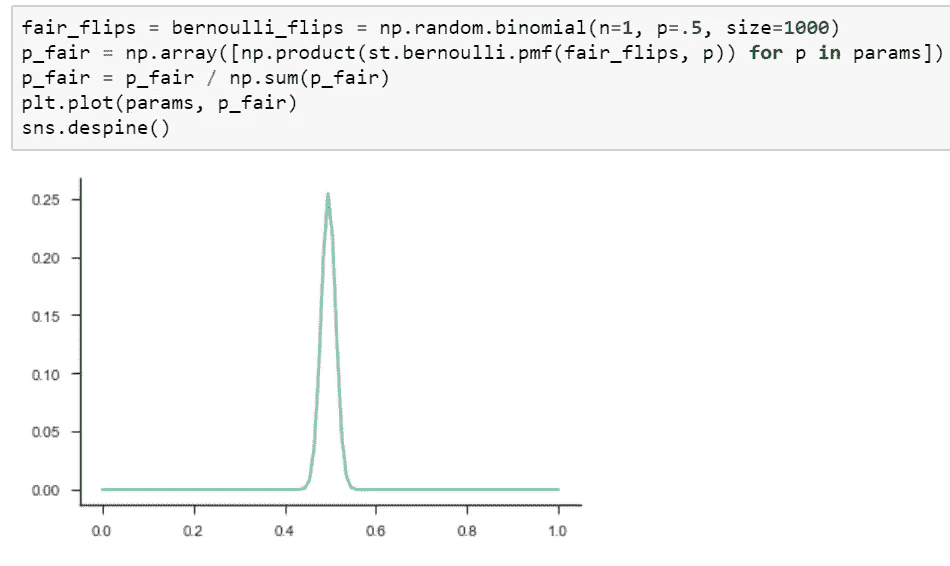 fair_flips = bernoulli_flips = np.random.binomial(n=1, p=.5, size=1000)
p_fair = np.array([np.product(st.bernoulli.pmf(fair_flips, p)) for p in params])
p_fair = p_fair / np.sum(p_fair)
plt.plot(params, p_fair)
sns.despine()
0.25
0.20
0.15
0.10
0.05
0.00
0.0 0.2 0.4 0.6 0.8 1.0